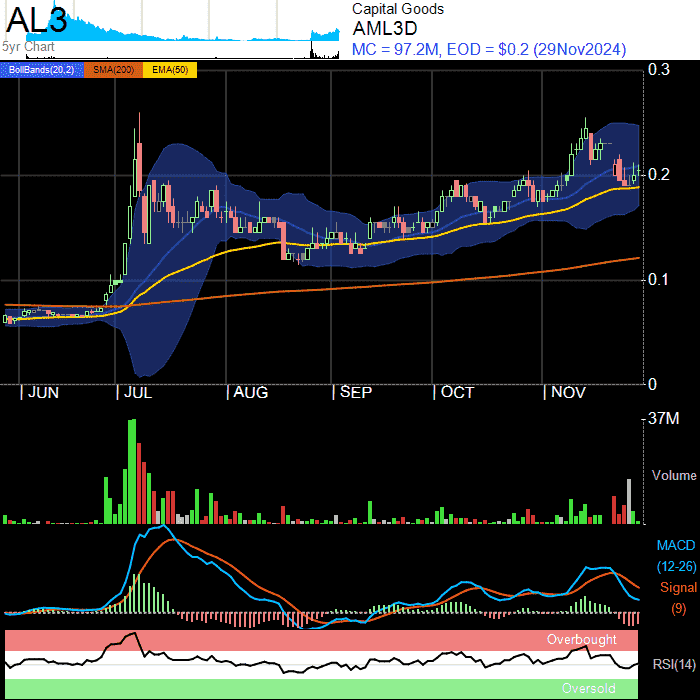 AL3
5yr Chart
Capital Goods
AML3D
MC = 97.2M, EOD = $0.2 (29Nov2024)
BollBands(20,2) SMA(200) EMA(50)
0.3
0.2
0.1
0
JUN JUL AUG SEP OCT NOV
37M
Volume
MACD
(12-26)
Signal
(9)
Overbought
RSI(14)
Oversold